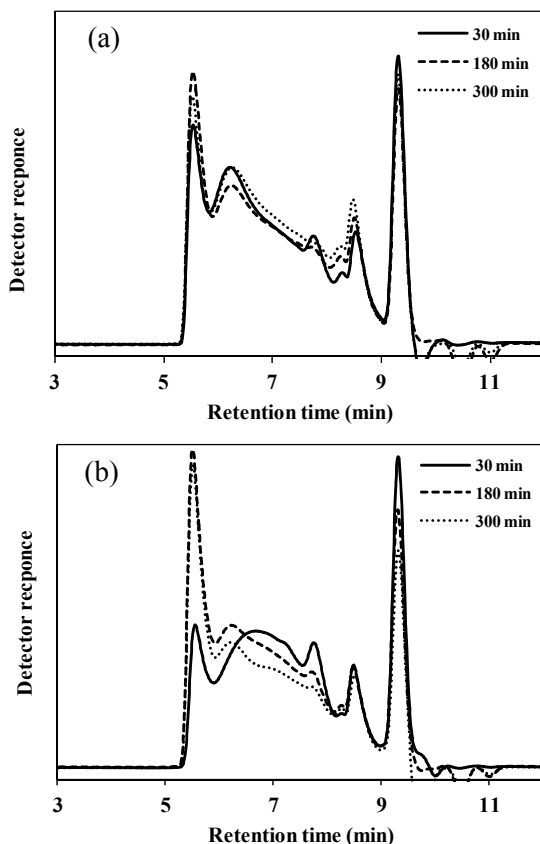 (a)
30 min
180 min
300 min
Detector recponce
3 5 7 9 11
Retention time (min)
(b)
30 min
180 min
300 min
Detector recponce
3 5 7 9 11
Retention time (min)